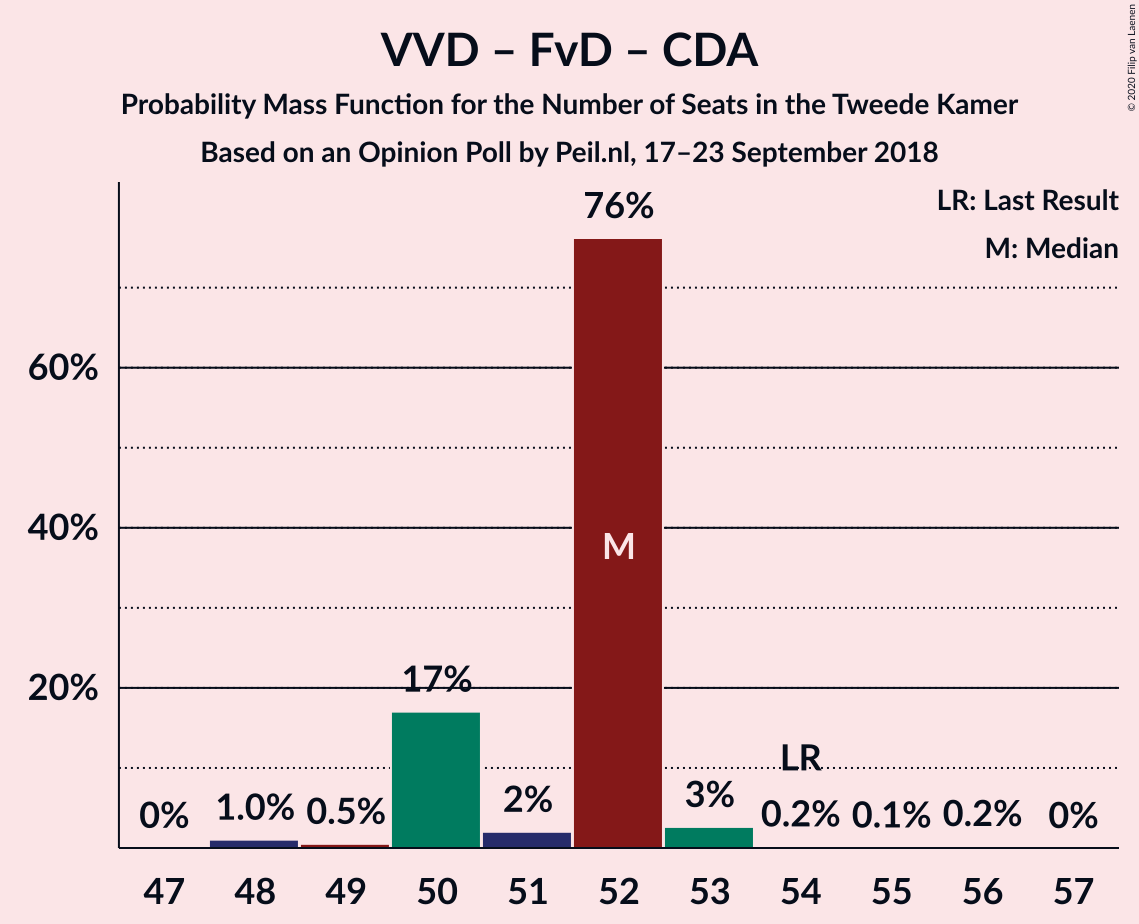 VVD – FvD – CDA
Probability Mass Function for the Number of Seats in the Tweede Kamer
Based on an Opinion Poll by Peil.nl, 17–23 September 2018
© 2020 Filip van Laenen
LR: Last Result
M: Median
60%
40%
20%
0%
1.0%
0.5%
17%
2%
76%
M
3%
LR
0.2%
0.1%
0.2%
0%
47 48 49 50 51 52 53 54 55 56 57